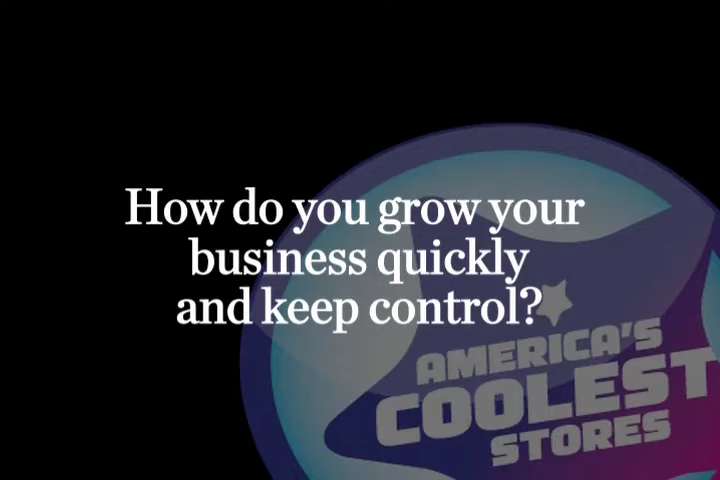 How do you grow your
business quickly
and keep control?
AMERICA'S
COOLEST
STORES